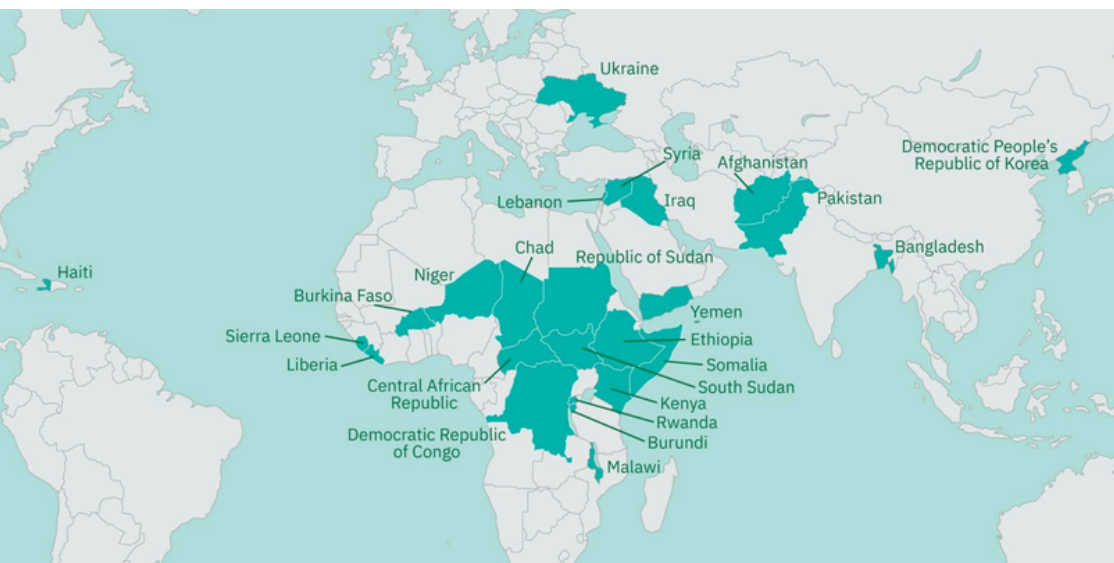 Ukraine
Democratic People's
Republic of Korea
Syria
Afghanistan
Pakistan
Lebanon
Iraq
Bangladesh
Chad
Republic of Sudan
Haiti
Niger
Burkina Faso
Yemen
Sierra Leone
Ethiopia
Liberia
Somalia
Central African
Republic
South Sudan
Kenya
Rwanda
Democratic Republic
of Congo
Burundi
Malawi